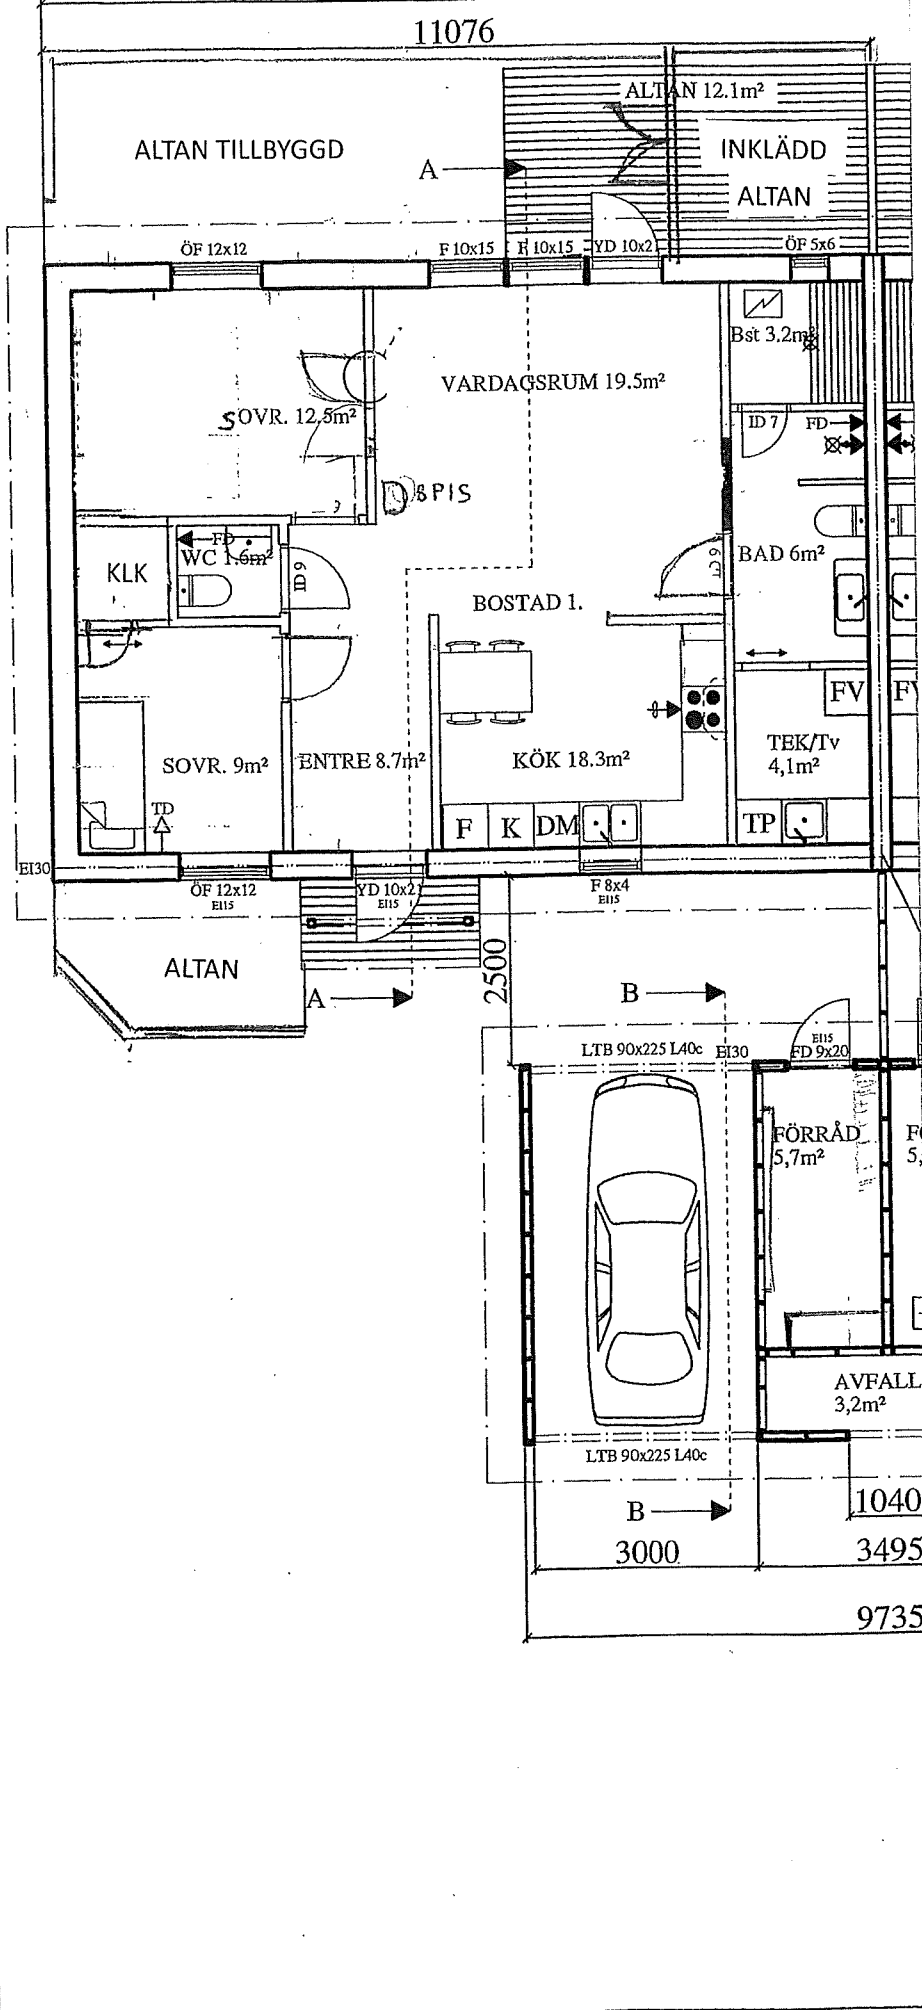 11076
ALTAN 12.1m²
ALTAN TILLBYGGD
INKLÄDD
ALTAN
A
ÖF 12x12
F 10x15
F 10x15
YD 10x21
ÖF 5x6
Bst 3.2m²
VARDAGSRUM 19.5m²
SOVR. 12.5m²
ID 7
FD
SPIS
FD
WC 1.6m²
KLK
ID 9
ID 9
BAD 6m²
BOSTAD 1.
FV
FV
TEK/Tv
4,1m²
SOVR. 9m²
ENTRE 8.7m²
KÖK 18.3m²
TD
F
K
DM
TP
EI30
ÖF 12x12
EI15
YD 10x21
EI15
F 8x4
EI15
ALTAN
2500
A
B
LTB 90x225 L40c
EI30
EI15
FD 9x20
FÖRRÅD
5,7m²
AVFALL
3,2m²
LTB 90x225 L40c
B
1040
3000
3495
9735